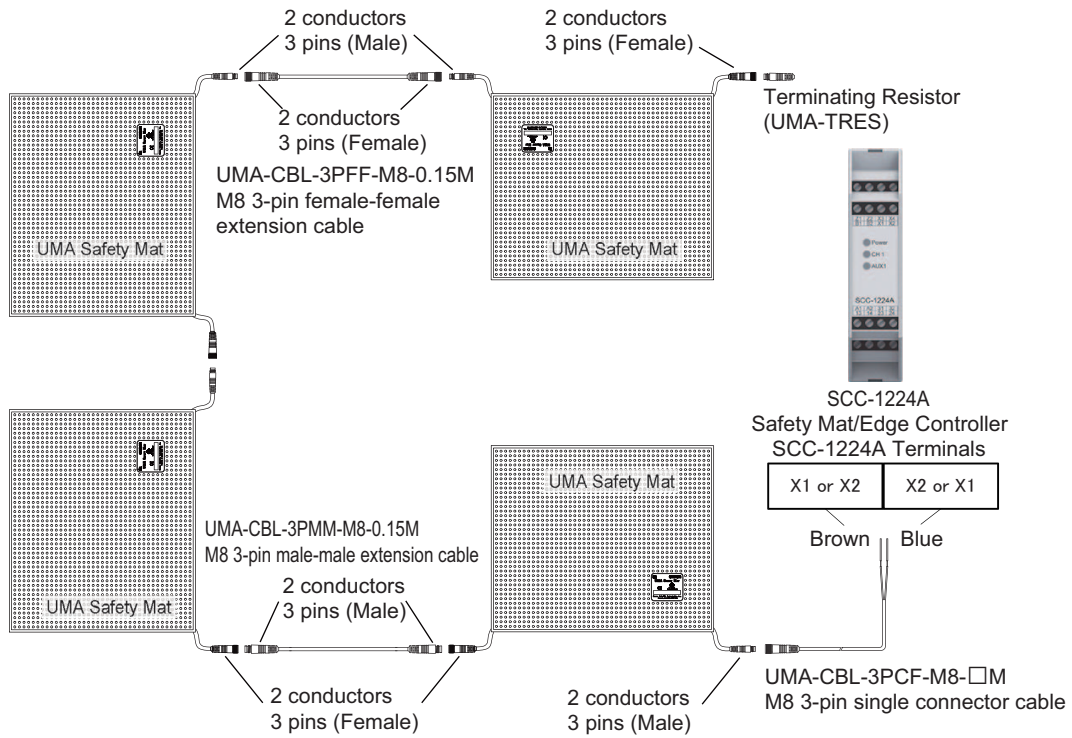 2 conductors
3 pins (Male)
2 conductors
3 pins (Female)
2 conductors
3 pins (Female)
UMA-CBL-3PFF-M8-0.15M
M8 3-pin female-female
extension cable
Terminating Resistor
(UMA-TRES)
UMA Safety Mat
UMA Safety Mat
Power
CH 1
AUX1
SCC-1224A
SCC-1224A
Safety Mat/Edge Controller
SCC-1224A Terminals
X1 or X2
X2 or X1
Brown
Blue
UMA Safety Mat
UMA-CBL-3PMM-M8-0.15M
M8 3-pin male-male extension cable
2 conductors
3 pins (Male)
UMA Safety Mat
2 conductors
3 pins (Female)
2 conductors
3 pins (Male)
UMA-CBL-3PCF-M8-□M
M8 3-pin single connector cable